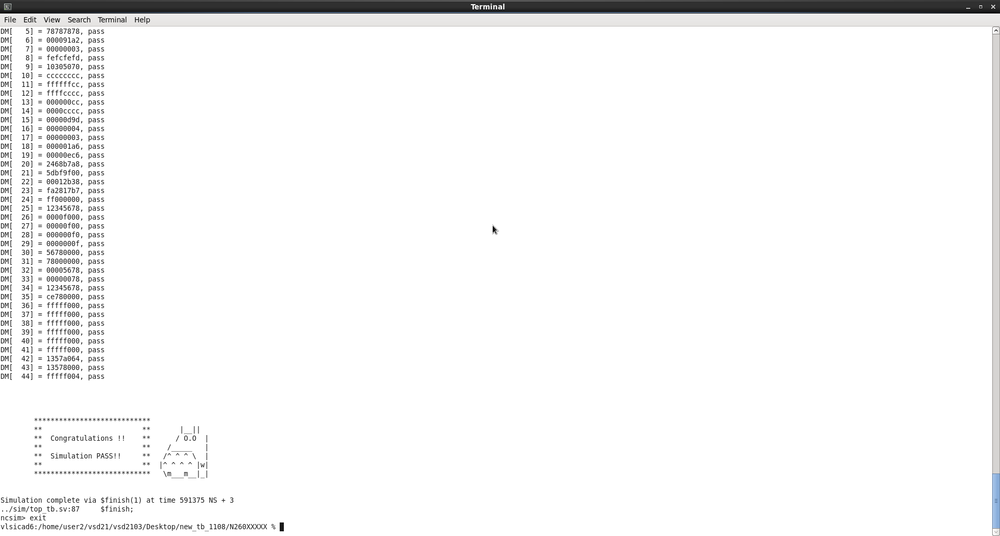 Terminal
File Edit View Search Terminal Help
DM[   5] = 78787878, pass
DM[   6] = 000091a2, pass
DM[   7] = 00000003, pass
DM[   8] = fefcfefd, pass
DM[   9] = 10305070, pass
DM[  10] = cccccccc, pass
DM[  11] = ffffffcc, pass
DM[  12] = ffffcccc, pass
DM[  13] = 000000cc, pass
DM[  14] = 0000cccc, pass
DM[  15] = 00000d9d, pass
DM[  16] = 00000004, pass
DM[  17] = 00000003, pass
DM[  18] = 000001a6, pass
DM[  19] = 00000ec6, pass
DM[  20] = 2468b7a8, pass
DM[  21] = 5dbf9f00, pass
DM[  22] = 00012b38, pass
DM[  23] = fa2817b7, pass
DM[  24] = ff000000, pass
DM[  25] = 12345678, pass
DM[  26] = 0000f000, pass
DM[  27] = 00000f00, pass
DM[  28] = 000000f0, pass
DM[  29] = 0000000f, pass
DM[  30] = 56780000, pass
DM[  31] = 78000000, pass
DM[  32] = 00005678, pass
DM[  33] = 00000078, pass
DM[  34] = 12345678, pass
DM[  35] = ce780000, pass
DM[  36] = fffff000, pass
DM[  37] = fffff000, pass
DM[  38] = fffff000, pass
DM[  39] = fffff000, pass
DM[  40] = fffff000, pass
DM[  41] = fffff000, pass
DM[  42] = 1357a064, pass
DM[  43] = 13578000, pass
DM[  44] = fffff004, pass
        ****************************
        **                        **       |__||
        **  Congratulations !!    **      / O.O  |
        **                        **    /_____   |
        **  Simulation PASS!!     **   /^ ^ ^ \  |
        **                        **  |^ ^ ^ ^ |w|
        ****************************   \m___m__|_|
Simulation complete via $finish(1) at time 591375 NS + 3
../sim/top_tb.sv:87     $finish;
ncsim> exit
vlsicad6:/home/user2/vsd21/vsd2103/Desktop/new_tb_1108/N260XXXXX %